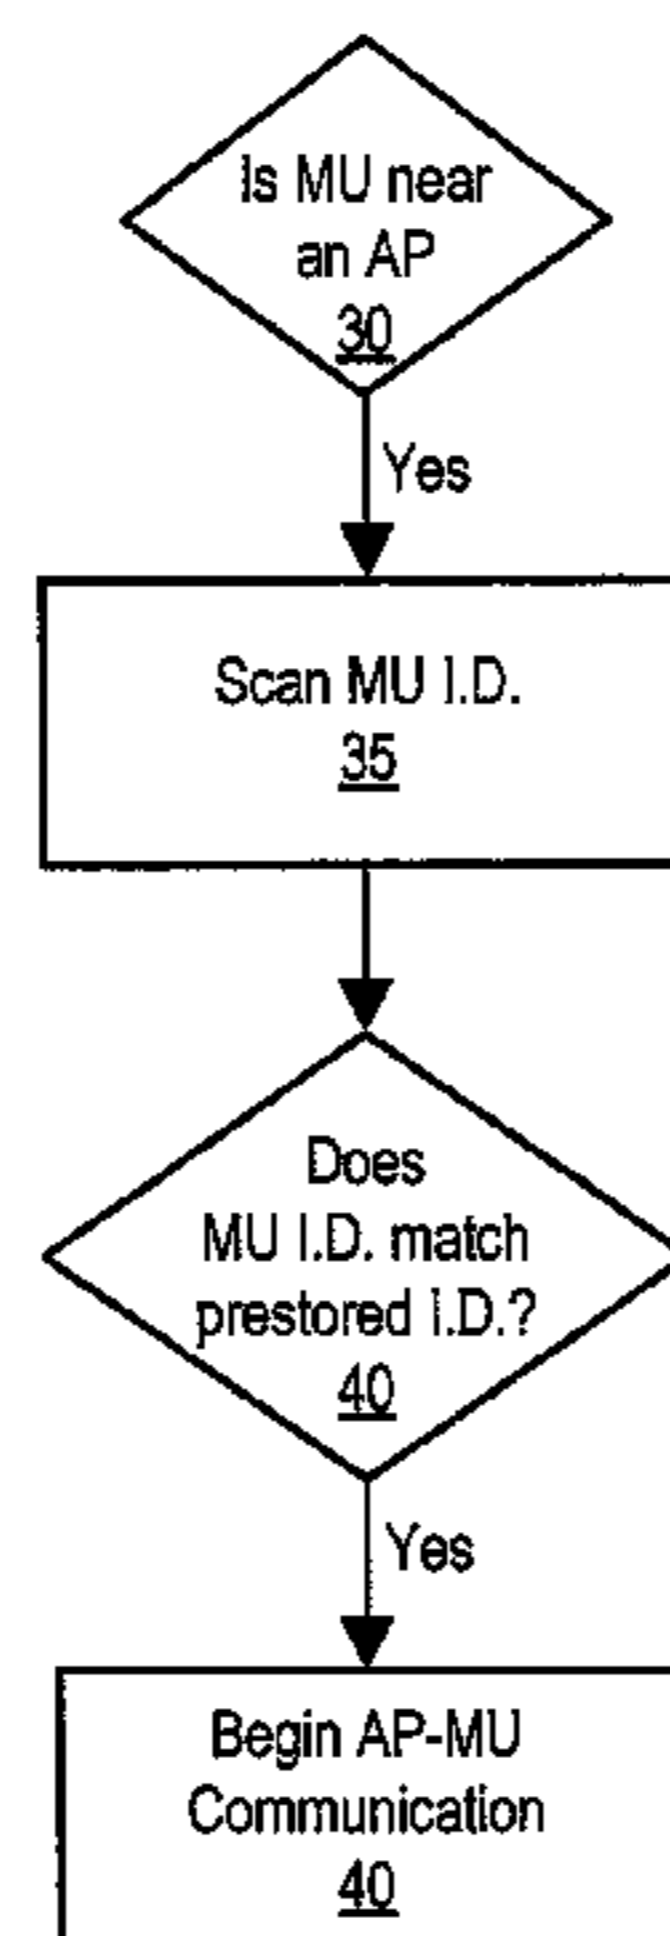 Is MU near
an AP
30
Yes
Scan MU I.D.
35
Does
MU I.D. match
prestored I.D.?
40
Yes
Begin AP-MU
Communication
40